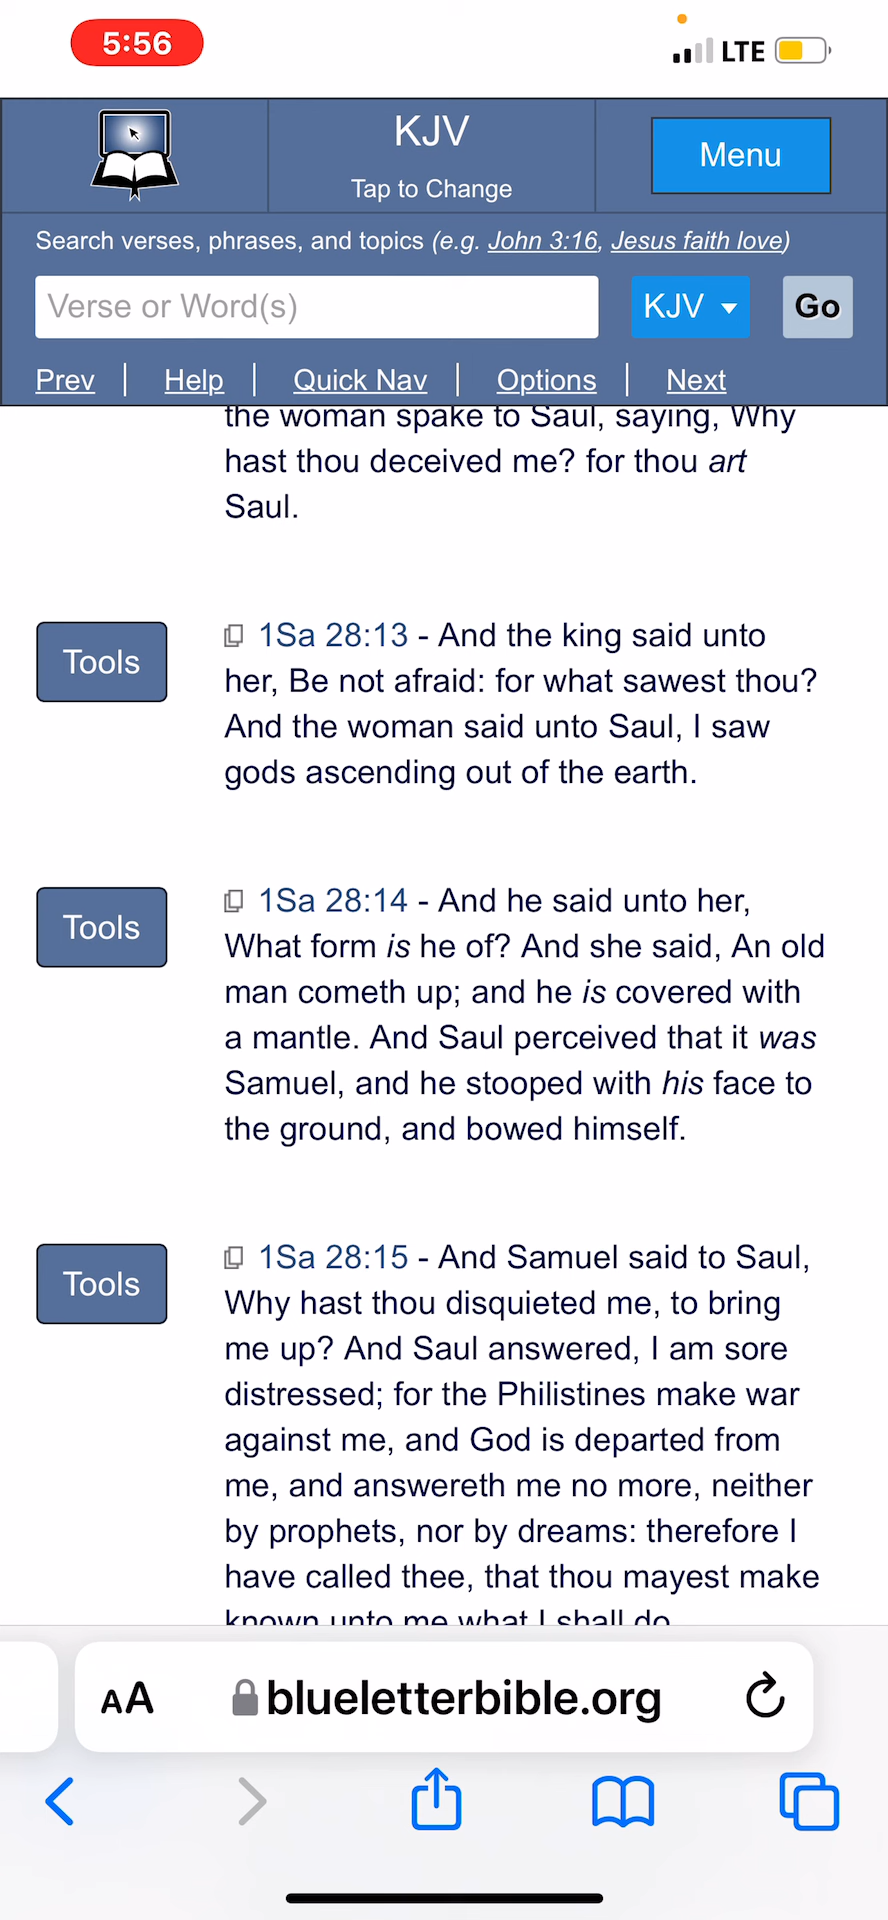 5:56
LTE
KJV
Tap to Change
Menu
Search verses, phrases, and topics (e.g. John 3:16, Jesus faith love)
Verse or Word(s)
KJV
Go
Prev | Help | Quick Nav | Options | Next
the woman spake to Saul, saying, Why
hast thou deceived me? for thou art
Saul.
Tools
1Sa 28:13 - And the king said unto
her, Be not afraid: for what sawest thou?
And the woman said unto Saul, I saw
gods ascending out of the earth.
Tools
1Sa 28:14 - And he said unto her,
What form is he of? And she said, An old
man cometh up; and he is covered with
a mantle. And Saul perceived that it was
Samuel, and he stooped with his face to
the ground, and bowed himself.
Tools
1Sa 28:15 - And Samuel said to Saul,
Why hast thou disquieted me, to bring
me up? And Saul answered, I am sore
distressed; for the Philistines make war
against me, and God is departed from
me, and answereth me no more, neither
by prophets, nor by dreams: therefore I
have called thee, that thou mayest make
known unto me what I shall do
AA
blueletterbible.org